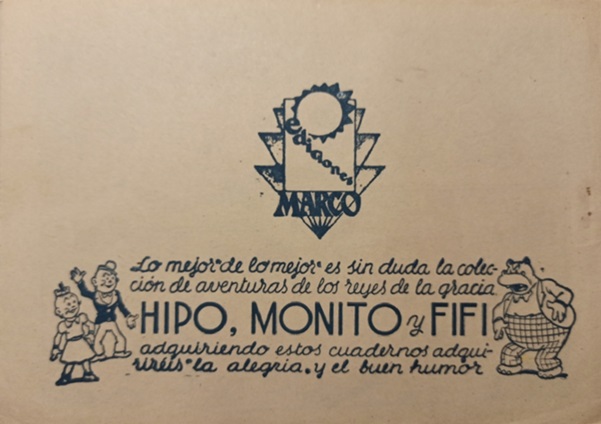 ediciones
MARCO
Lo mejor de lo mejor es sin duda la colec-
ción de aventuras de los reyes de la gracia
HIPO, MONITO y FIFI
adquiriendo estos cuadernos adqui-
riréis la alegria. y el buen humor